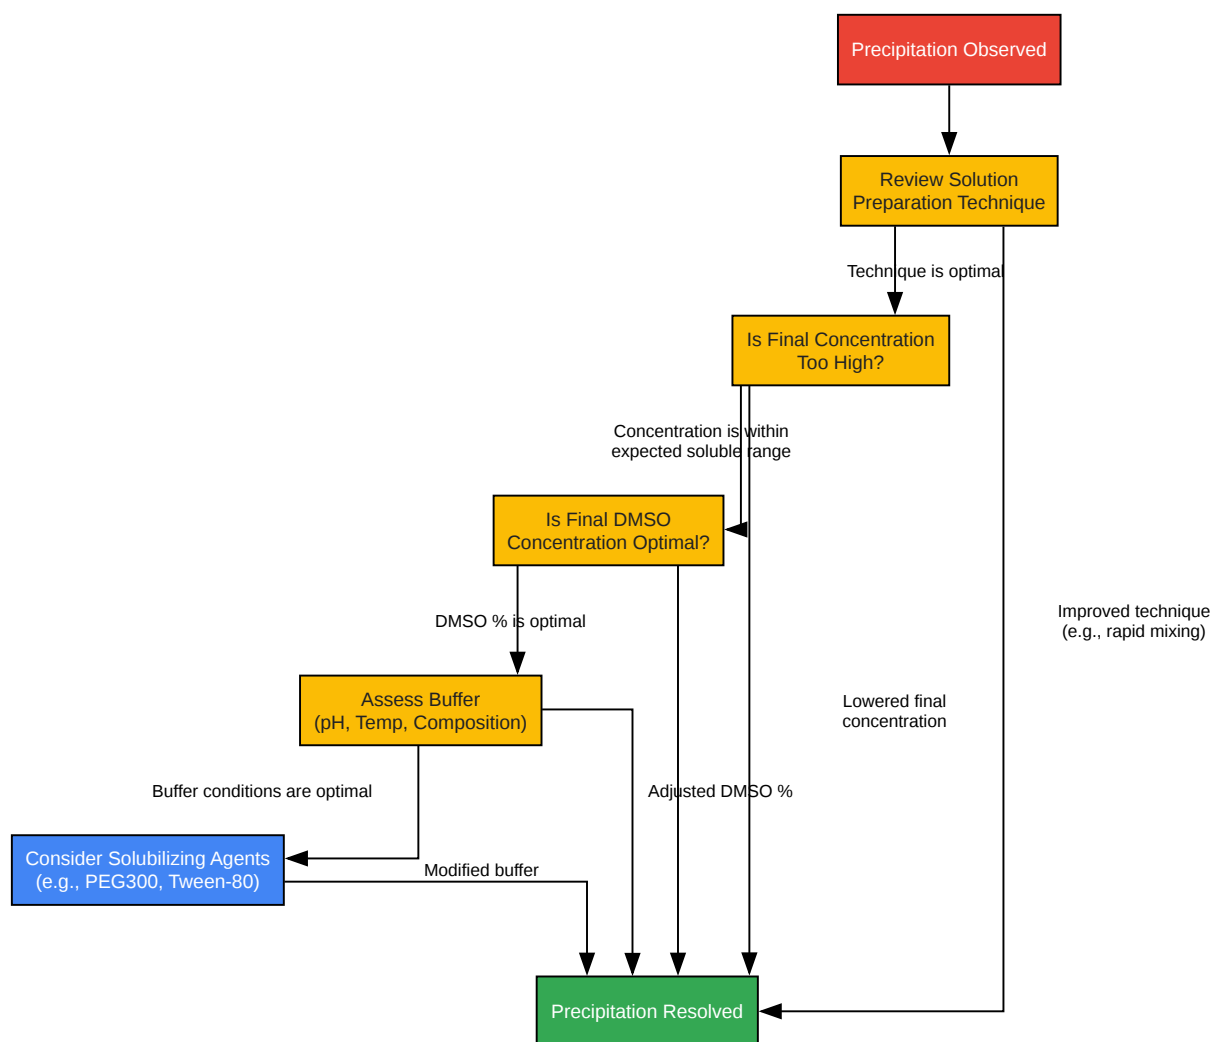 Precipitation Observed
Review Solution
Preparation Technique
Technique is optimal
Is Final Concentration
Too High?
Concentration is within
expected soluble range
Is Final DMSO
Concentration Optimal?
DMSO % is optimal
Improved technique
(e.g., rapid mixing)
Assess Buffer
(pH, Temp, Composition)
Lowered final
concentration
Buffer conditions are optimal
Adjusted DMSO %
Consider Solubilizing Agents
(e.g., PEG300, Tween-80)
Modified buffer
Precipitation Resolved